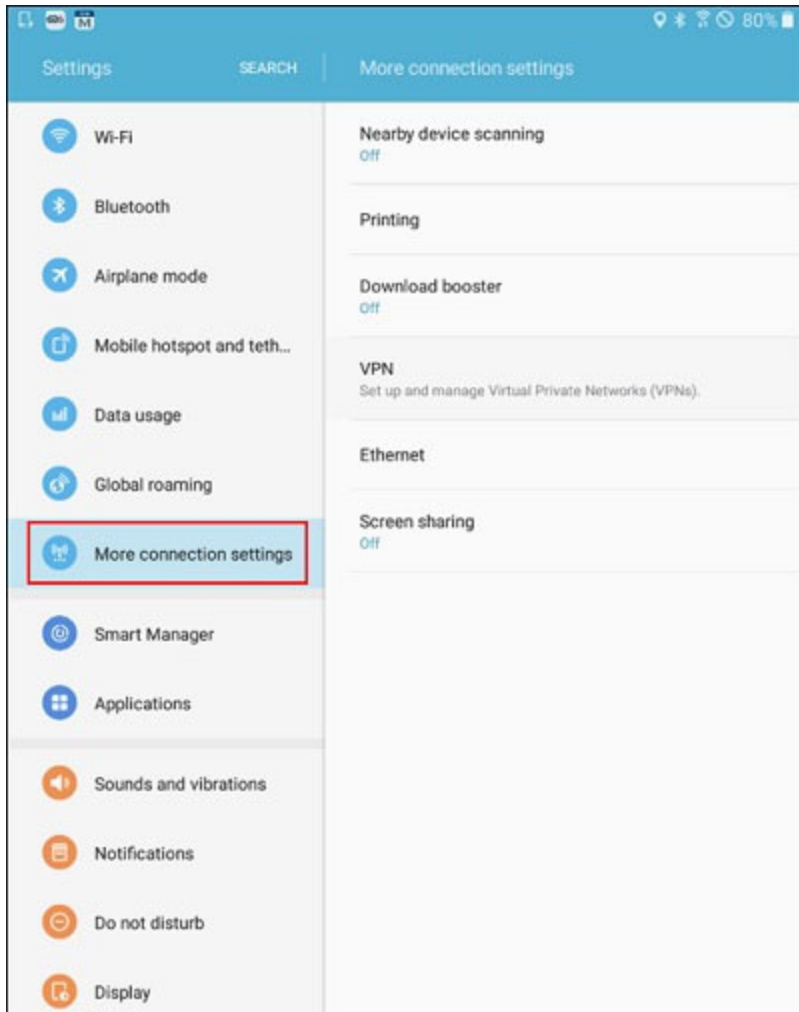 80%
Settings
SEARCH
More connection settings
Wi-Fi
Bluetooth
Airplane mode
Mobile hotspot and teth...
Data usage
Global roaming
More connection settings
Smart Manager
Applications
Sounds and vibrations
Notifications
Do not disturb
Display
Nearby device scanning
Off
Printing
Download booster
Off
VPN
Set up and manage Virtual Private Networks (VPNs).
Ethernet
Screen sharing
Off